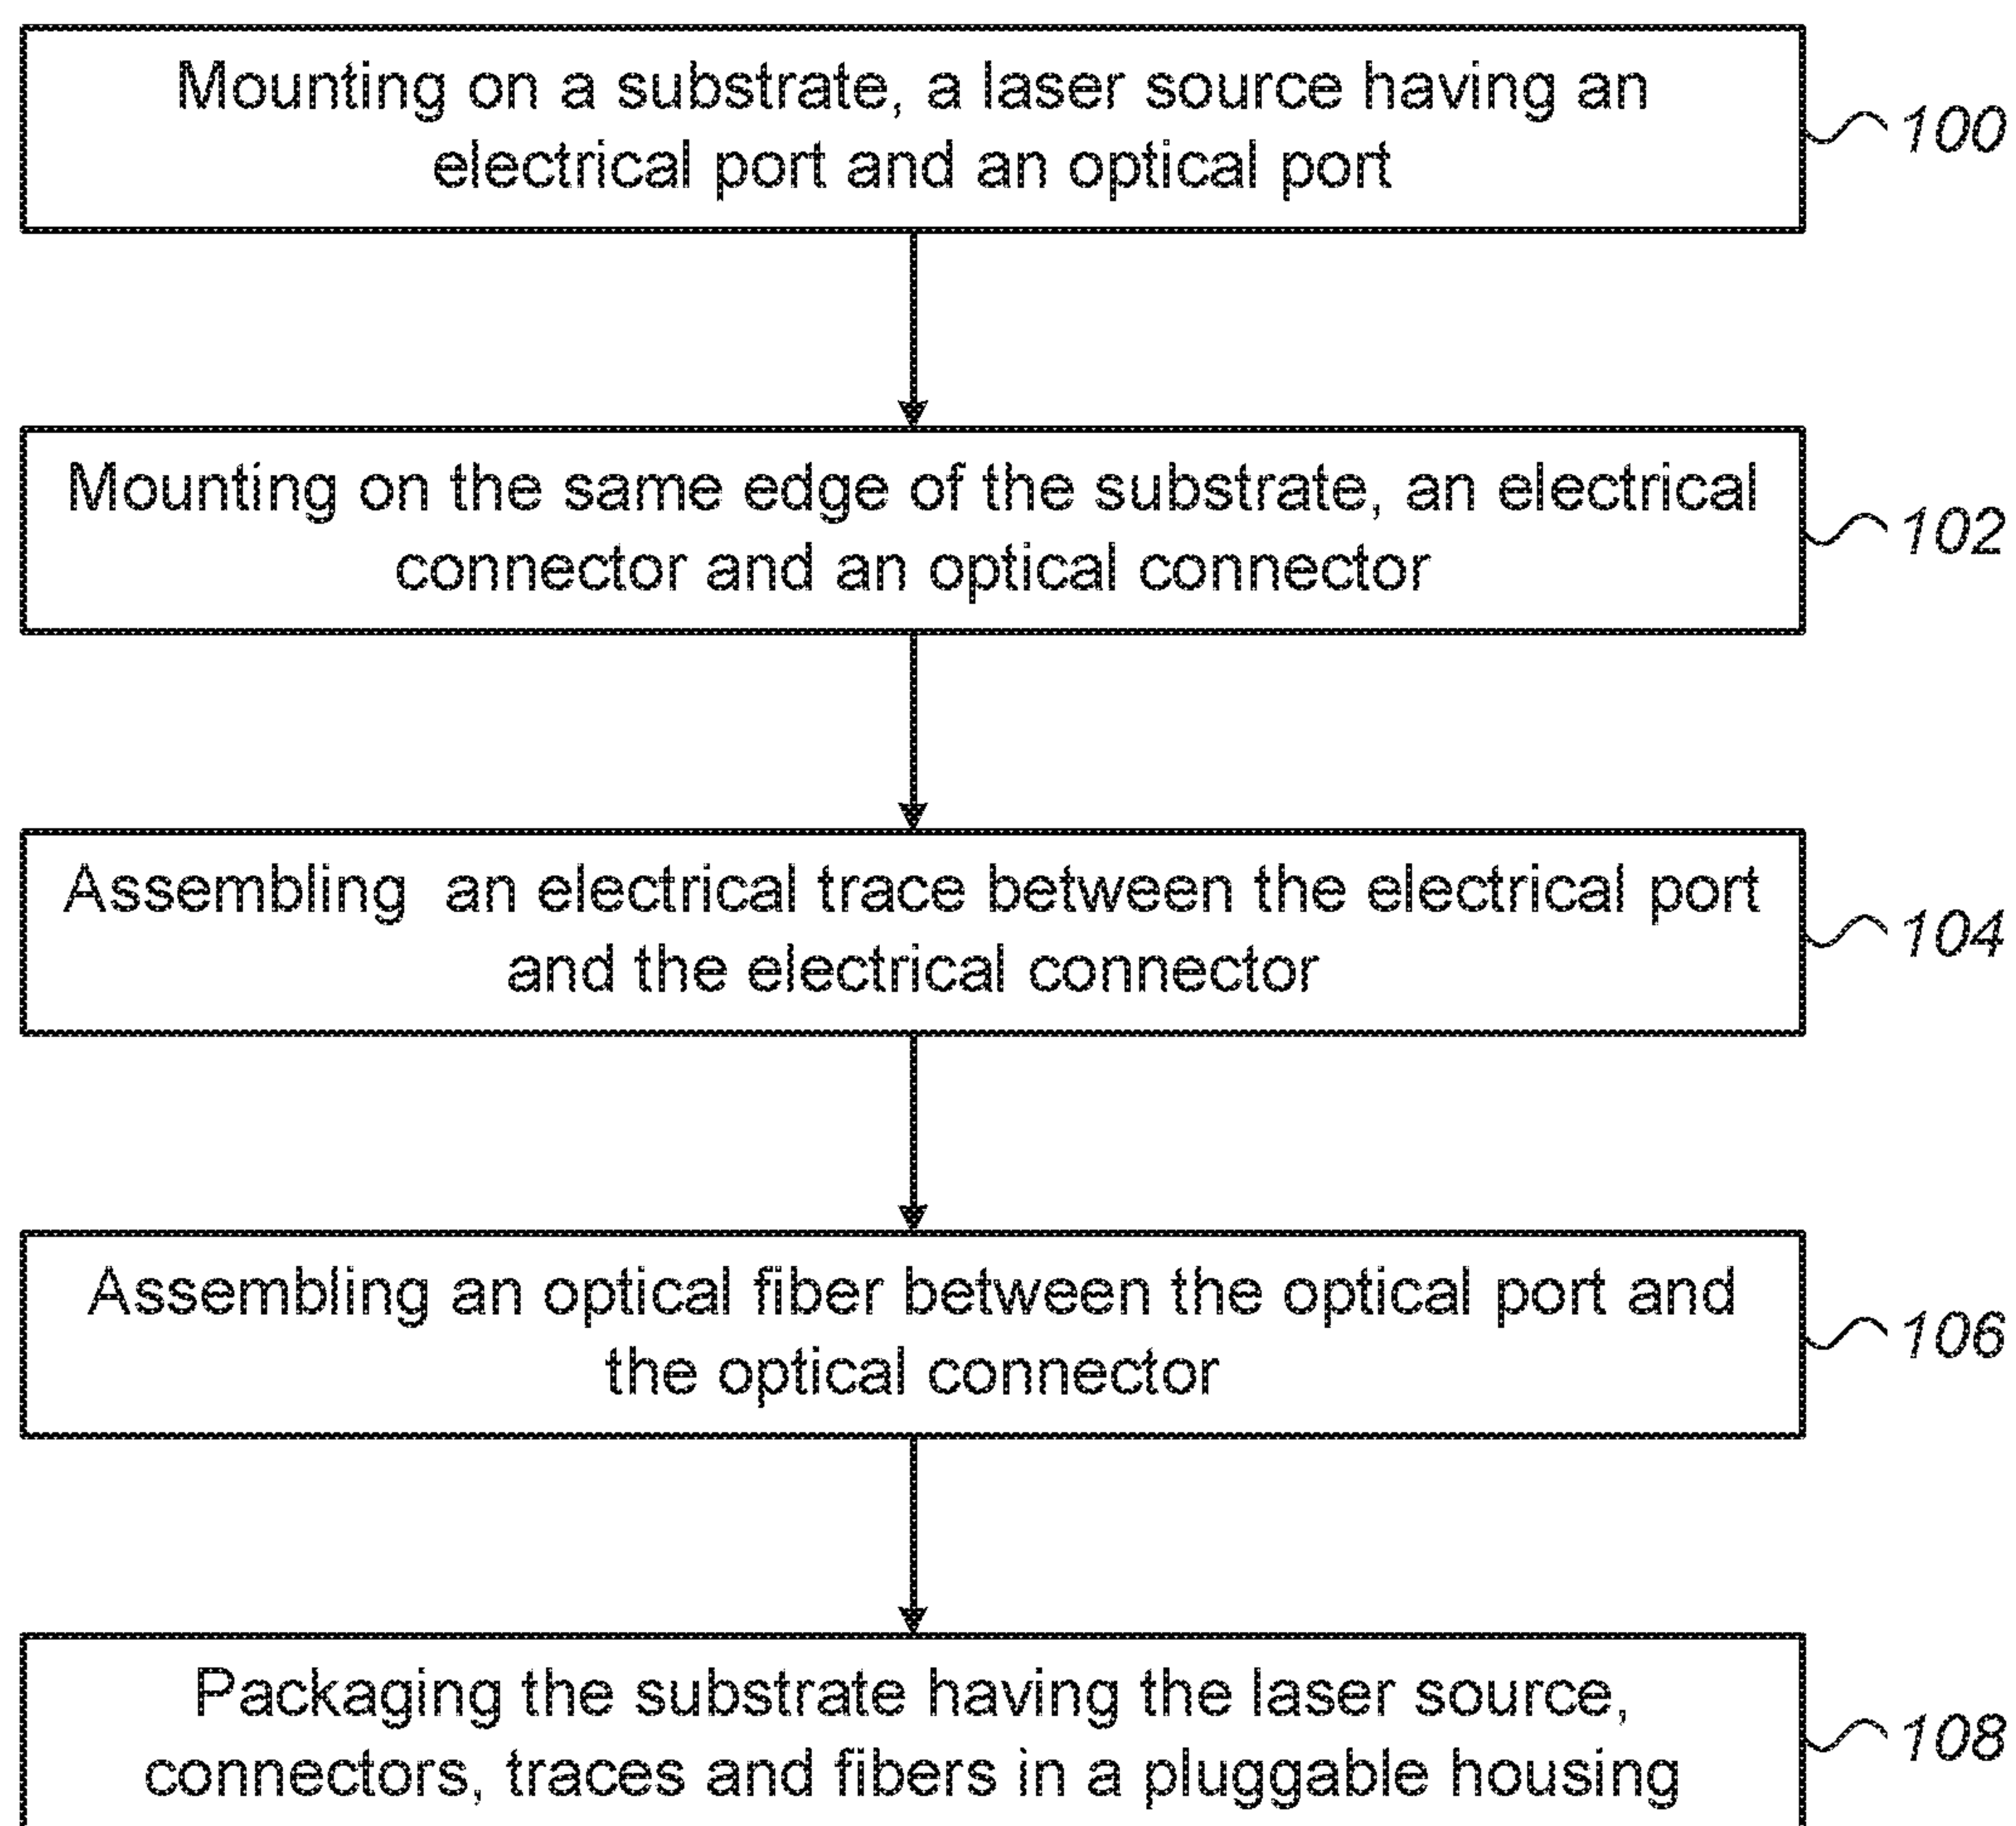 Mounting on a substrate, a laser source having an
electrical port and an optical port
100
Mounting on the same edge of the substrate, an electrical
connector and an optical connector
102
Assembling an electrical trace between the electrical port
and the electrical connector
104
Assembling an optical fiber between the optical port and
the optical connector
106
Packaging the substrate having the laser source,
connectors, traces and fibers in a pluggable housing
108